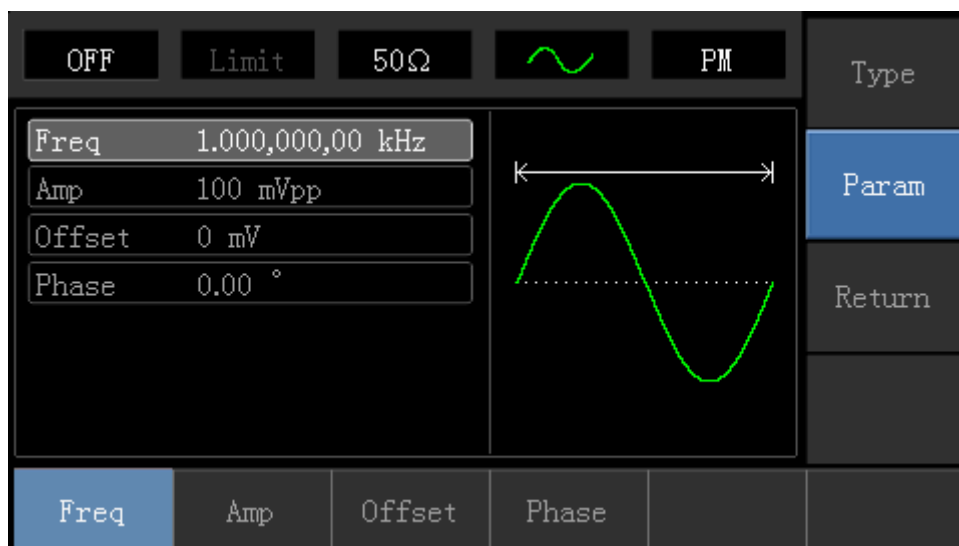 OFF Limit 50Ω PM
Type
Freq 1.000,000,00 kHz
Amp 100 mVpp
Offset 0 mV
Phase 0.00 °
Param
Return
Freq Amp Offset Phase